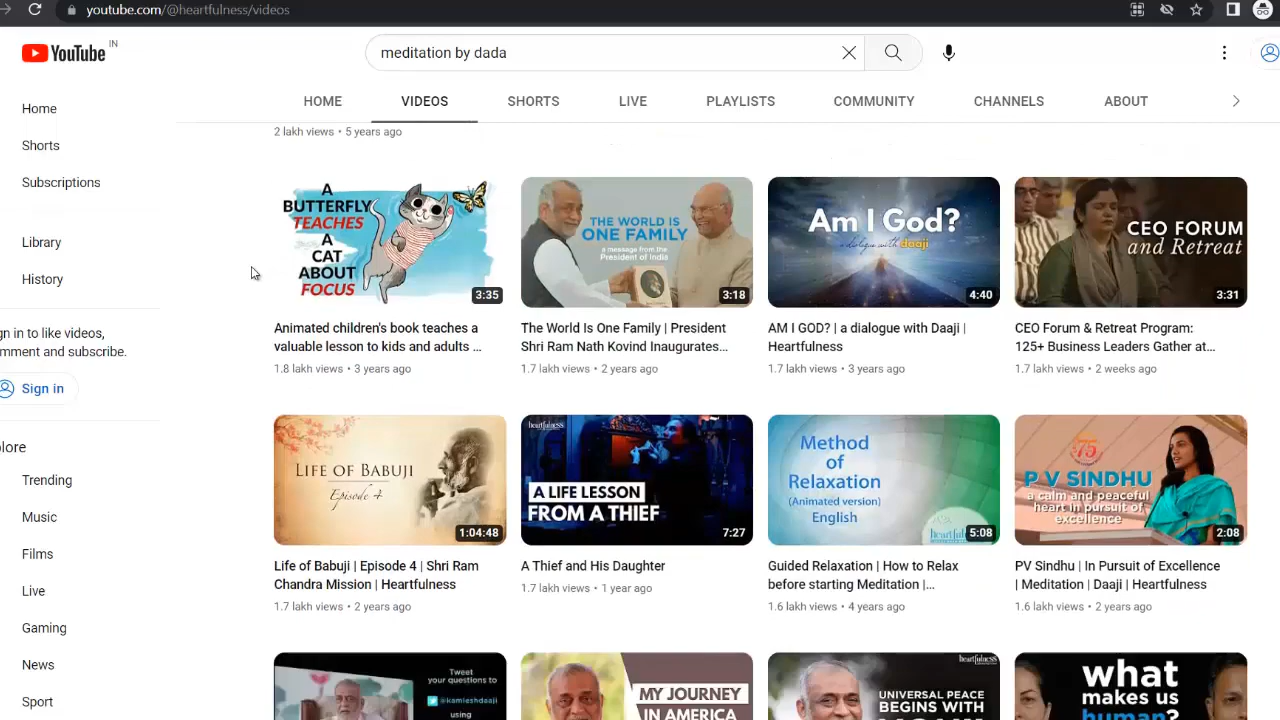 youtube.com/@heartfulness/videos
YouTube
IN
meditation by dada
HOME
VIDEOS
SHORTS
LIVE
PLAYLISTS
COMMUNITY
CHANNELS
ABOUT
Home
Shorts
Subscriptions
Library
History
gn in to like videos,
mment and subscribe.
Sign in
plore
Trending
Music
Films
Live
Gaming
News
Sport
2 lakh views • 5 years ago
A
BUTTERFLY
TEACHES
A
CAT
ABOUT
FOCUS
3:35
Animated children's book teaches a
valuable lesson to kids and adults ...
1.8 lakh views • 3 years ago
THE WORLD IS
ONE FAMILY
a message from the
President of India
3:18
The World Is One Family | President
Shri Ram Nath Kovind Inaugurates...
1.7 lakh views • 2 years ago
Am I God?
a dialogue with daaji
4:40
AM I GOD? | a dialogue with Daaji |
Heartfulness
1.7 lakh views • 3 years ago
CEO FORUM
and Retreat
3:31
CEO Forum & Retreat Program:
125+ Business Leaders Gather at...
1.7 lakh views • 2 weeks ago
LIFE OF BABUJI
Episode 4
1:04:48
Life of Babuji | Episode 4 | Shri Ram
Chandra Mission | Heartfulness
1.7 lakh views • 2 years ago
heartfulness
A LIFE LESSON
FROM A THIEF
7:27
A Thief and His Daughter
1.7 lakh views • 1 year ago
Method
of
Relaxation
(Animated version)
English
heartful
5:08
Guided Relaxation | How to Relax
before starting Meditation |...
1.6 lakh views • 4 years ago
75
P V SINDHU
a calm and peaceful
heart in pursuit of
excellence
2:08
PV Sindhu | In Pursuit of Excellence
| Meditation | Daaji | Heartfulness
1.6 lakh views • 2 years ago
Tweet
your questions to
@kamleshdaaji
using
MY JOURNEY
IN AMERICA
heartfulness
UNIVERSAL PEACE
BEGINS WITH
what
makes us
human?